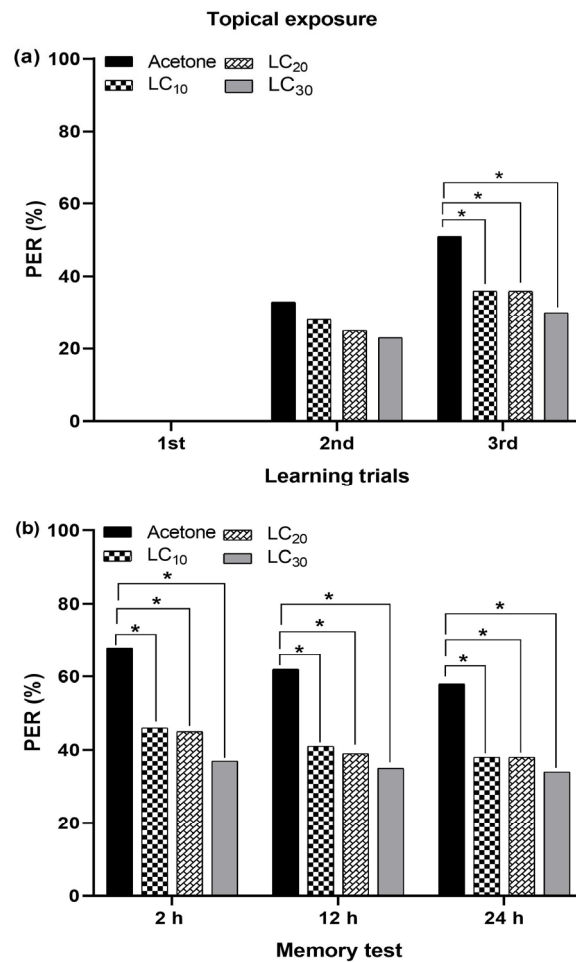 Topical exposure
(a)
Acetone
LC20
LC10
LC30
100
80
60
40
20
0
PER (%)
* * *
1st 2nd 3rd
Learning trials
(b)
Acetone
LC20
LC10
LC30
100
80
60
40
20
0
PER (%)
* * *
* * *
* * *
2 h 12 h 24 h
Memory test